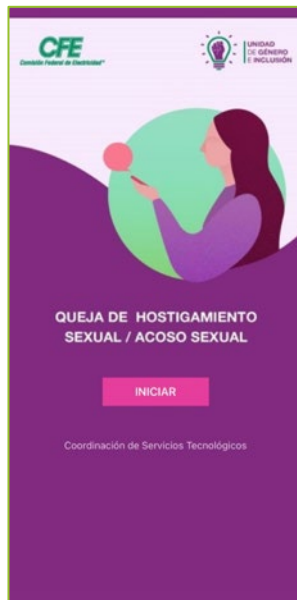 CFE
Comisión Federal de Electricidad®
UNIDAD
DE GÉNERO
E INCLUSIÓN
QUEJA DE HOSTIGAMIENTO
SEXUAL / ACOSO SEXUAL
INICIAR
Coordinación de Servicios Tecnológicos